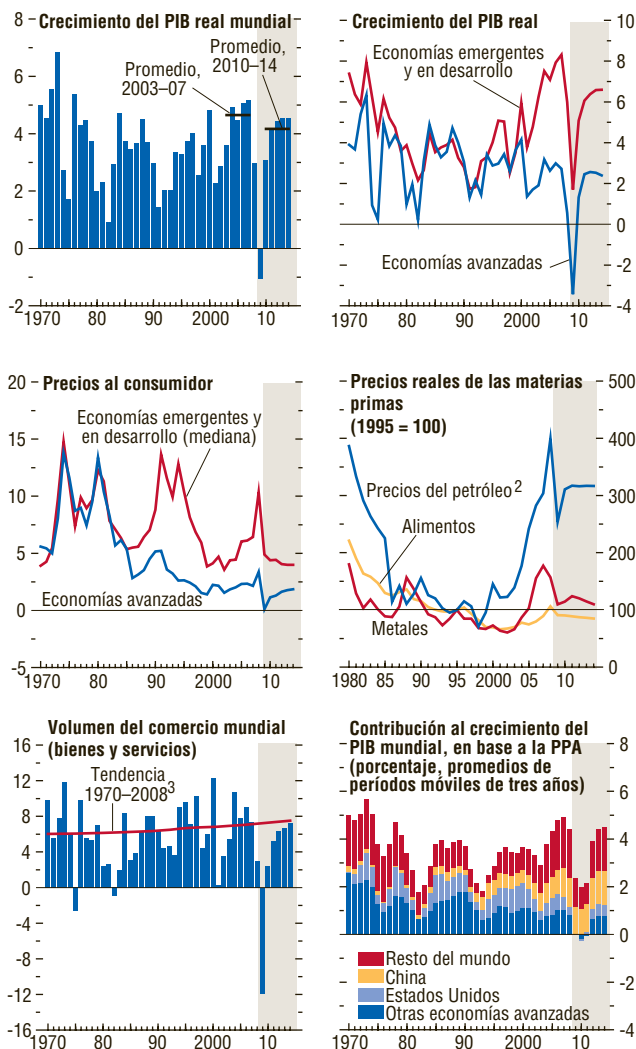 Crecimiento del PIB real mundial
8
6
4
2
0
-2
Promedio,
2003–07
Promedio,
2010–14
1970
80
90
2000
10
Crecimiento del PIB real
10
8
6
4
2
0
-2
-4
Economías emergentes
y en desarrollo
Economías avanzadas
1970
80
90
2000
10
Precios al consumidor
20
15
10
5
0
-5
Economías emergentes y
en desarrollo (mediana)
Economías avanzadas
1970
80
90
2000
10
Precios reales de las materias
primas
(1995 = 100)
500
400
300
200
100
0
Precios del petróleo 2
Alimentos
Metales
1980
85
90
95
2000
05
10
Volumen del comercio mundial
(bienes y servicios)
16
12
8
4
0
-4
-8
-12
-16
Tendencia
1970–2008 3
1970
80
90
2000
10
Contribución al crecimiento del
PIB mundial, en base a la PPA
(porcentaje, promedios de
períodos móviles de tres años)
8
6
4
2
0
-2
-4
Resto del mundo
China
Estados Unidos
Otras economías avanzadas
1970
80
90
2000
10